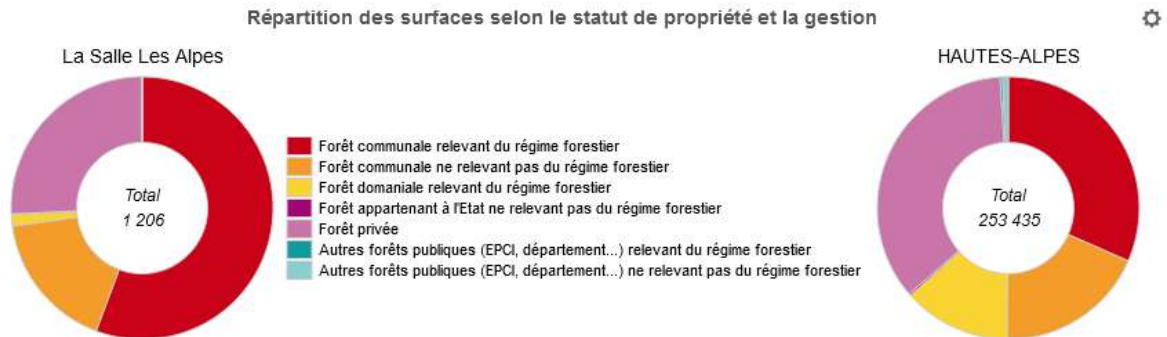 Répartition des surfaces selon le statut de propriété et la gestion
La Salle Les Alpes
HAUTES-ALPES
Total
1 206
Forêt communale relevant du régime forestier
Forêt communale ne relevant pas du régime forestier
Forêt domaniale relevant du régime forestier
Forêt appartenant à l'Etat ne relevant pas du régime forestier
Forêt privée
Autres forêts publiques (EPCI, département...) relevant du régime forestier
Autres forêts publiques (EPCI, département...) ne relevant pas du régime forestier
Total
253 435